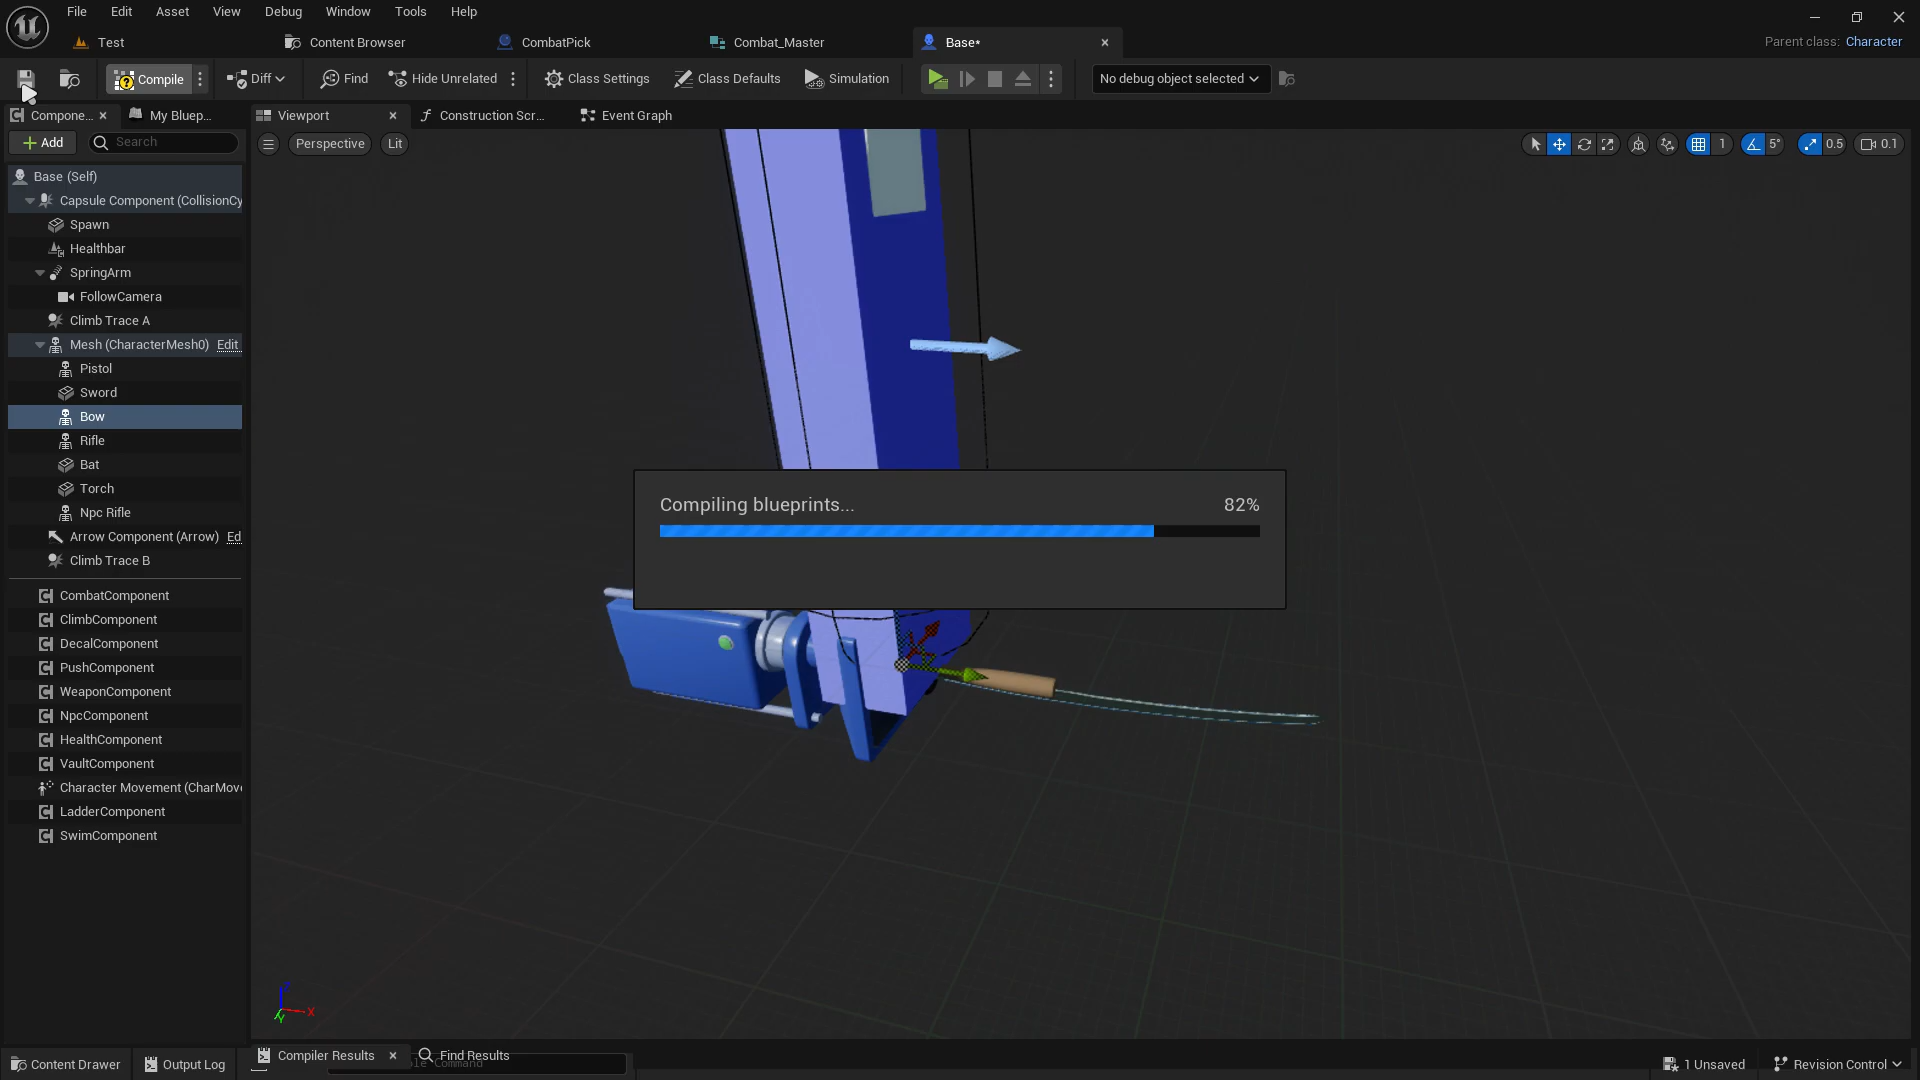 File Edit Asset View Debug Window Tools Help
Test Content Browser CombatPick Combat_Master Base* Parent class: Character
Compile Diff Find Hide Unrelated Class Settings Class Defaults Simulation No debug object selected
Compone... My Bluep... Viewport Construction Scr... Event Graph
Add Search Perspective Lit 1 5° 0.5 0.1
Base (Self)
Capsule Component (CollisionCy
Spawn
Healthbar
SpringArm
FollowCamera
Climb Trace A
Mesh (CharacterMesh0) Edit
Pistol
Sword
Bow
Rifle
Bat
Torch
Npc Rifle
Arrow Component (Arrow) Ed
Climb Trace B
CombatComponent
ClimbComponent
DecalComponent
PushComponent
WeaponComponent
NpcComponent
HealthComponent
VaultComponent
Character Movement (CharMove
LadderComponent
SwimComponent
Compiling blueprints... 82%
X
Y
Compiler Results Find Results
Content Drawer Output Log Command 1 Unsaved Revision Control